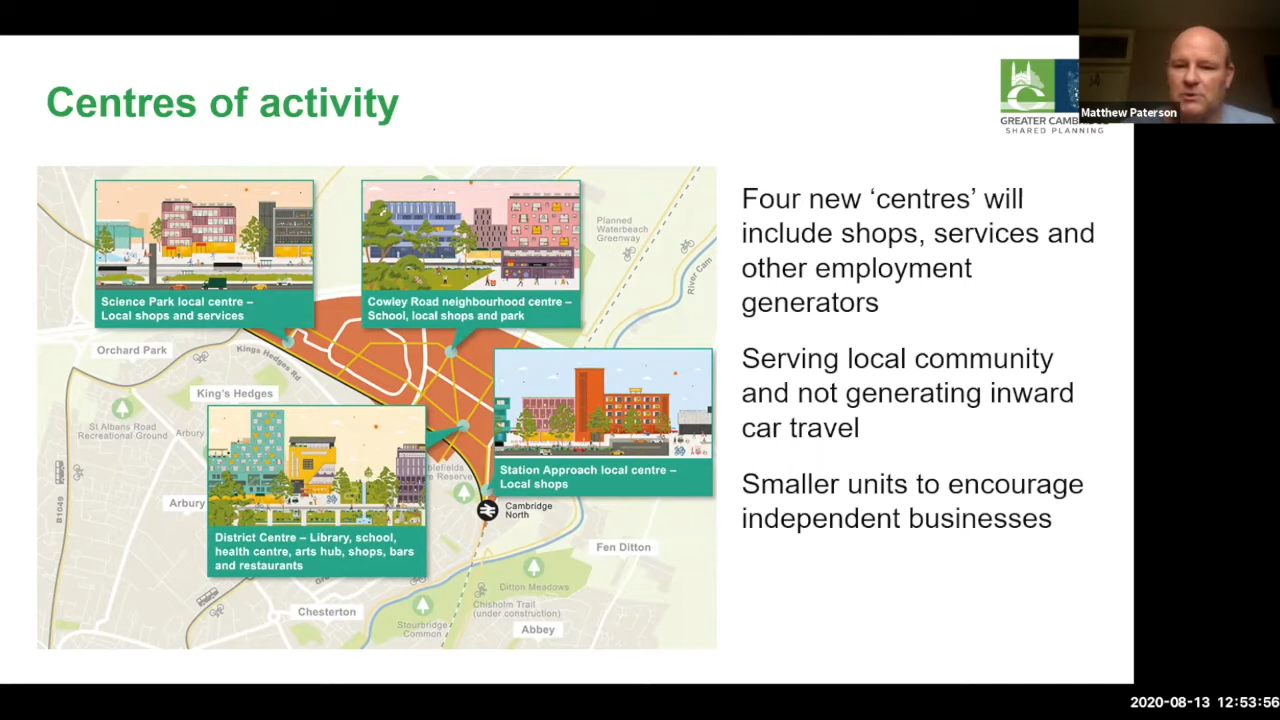 Centres of activity
GREATER CAMB
SHARED PLANNING
Matthew Paterson
Planned
Waterbeach
Greenway
River Cam
Science Park local centre –
Local shops and services
Cowley Road neighbourhood centre –
School, local shops and park
Orchard Park
Kings Hedges Rd
King's Hedges
St Albans Road
Recreational Ground
Arbury
B1049
Arbury
Station Approach local centre –
Local shops
blefields
e Reserve
Cambridge
North
District Centre – Library, school,
health centre, arts hub, shops, bars
and restaurants
Fen Ditton
Ditton Meadows
Chesterton
Chisholm Trail
(under construction)
Stourbridge
Common
Abbey
Four new ‘centres’ will
include shops, services and
other employment
generators
Serving local community
and not generating inward
car travel
Smaller units to encourage
independent businesses
2020-08-13 12:53:56